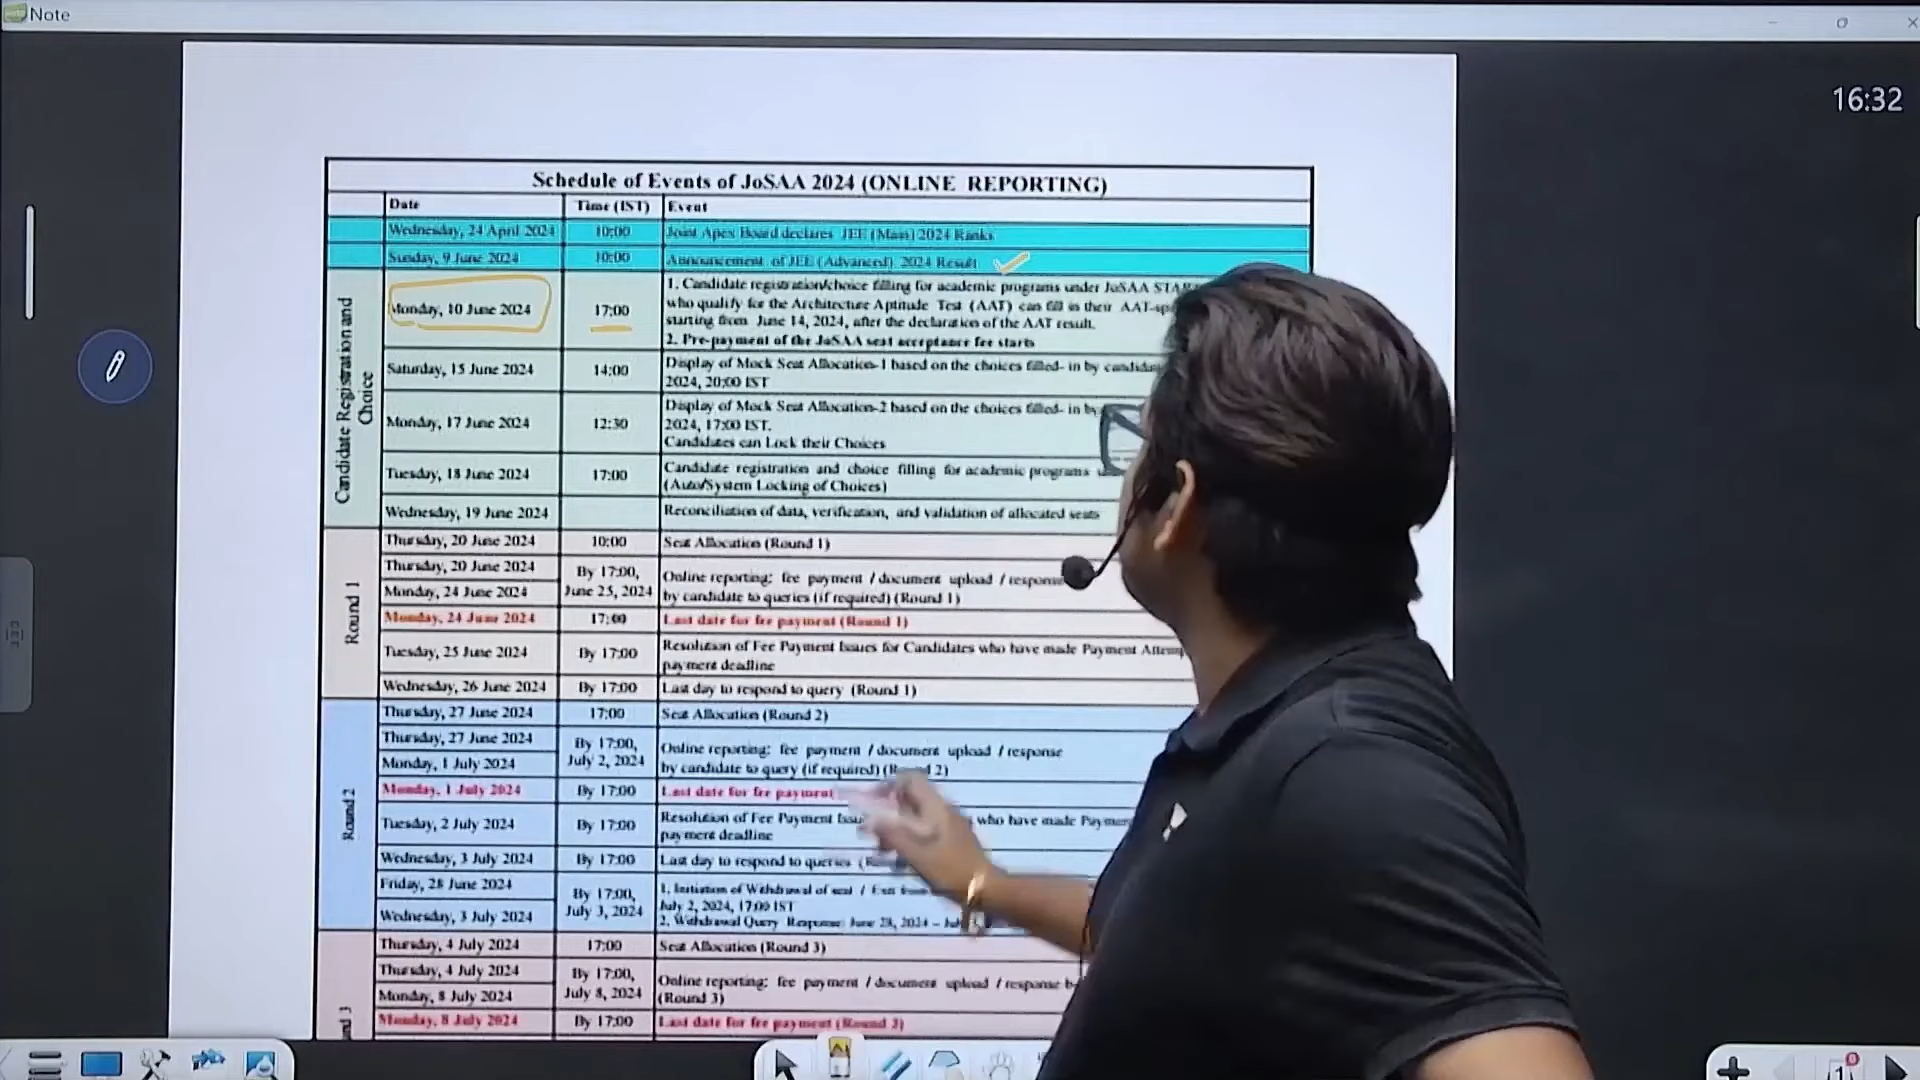 Note
16:32
Schedule of Events of JoSAA 2024 (ONLINE REPORTING)
Date Time (IST) Event
Wednesday, 24 April 2024 10:00 Joint Apex Board declares JEE (Main) 2024 Ranks
Sunday, 9 June 2024 10:00 Announcement of JEE (Advanced) 2024 Result
Candidate Registration and
Choice
Monday, 10 June 2024 17:00
1. Candidate registration/choice filling for academic programs under JoSAA
who qualify for the Architecture Aptitude Test (AAT) can fill in their
starting from June 14, 2024, after the declaration of the AAT result.
2. Pre-payment of the JoSAA seat acceptance fee starts
Saturday, 15 June 2024 14:00
Display of Mock Seat Allocation-1 based on the choices filled- in by
2024, 20:00 IST
Monday, 17 June 2024 12:30
Display of Mock Seat Allocation-2 based on the choices filled- in
2024, 17:00 IST.
Candidates can Lock their Choices
Tuesday, 18 June 2024 17:00
Candidate registration and choice filling for academic programs
(Auto/System Locking of Choices)
Wednesday, 19 June 2024 Reconciliation of data, verification, and validation of allocated seats
Round 1
Thursday, 20 June 2024 10:00 Seat Allocation (Round 1)
Thursday, 20 June 2024
Monday, 24 June 2024
By 17:00,
June 25, 2024
Online reporting: fee payment / document upload / response
by candidate to queries (if required) (Round 1)
Monday, 24 June 2024 17:00 Last date for fee payment (Round 1)
Tuesday, 25 June 2024 By 17:00
Resolution of Fee Payment Issues for Candidates who have made Payment
payment deadline
Wednesday, 26 June 2024 By 17:00 Last day to respond to query (Round 1)
Round 2
Thursday, 27 June 2024 17:00 Seat Allocation (Round 2)
Thursday, 27 June 2024
Monday, 1 July 2024
By 17:00,
July 2, 2024
Online reporting: fee payment / document upload / response
by candidate to query (if required) 2)
Monday, 1 July 2024 By 17:00 Last date for fee payment
Tuesday, 2 July 2024 By 17:00
Resolution of Fee Payment who have made
payment deadline
Wednesday, 3 July 2024 By 17:00 Last day to respond to queries
Friday, 28 June 2024
Wednesday, 3 July 2024
By 17:00,
July 3, 2024
1. Initiation of Withdrawal of seat /
July 2, 2024, 17:00 IST
2. Withdrawal Query Response: June 28, 2024 –
Thursday, 4 July 2024 17:00 Seat Allocation (Round 3)
Thursday, 4 July 2024
Monday, 8 July 2024
By 17:00,
July 8, 2024
Online reporting: fee payment / document upload / response
(Round 3)
Monday, 8 July 2024 By 17:00 Last date for fee payment (Round 3)